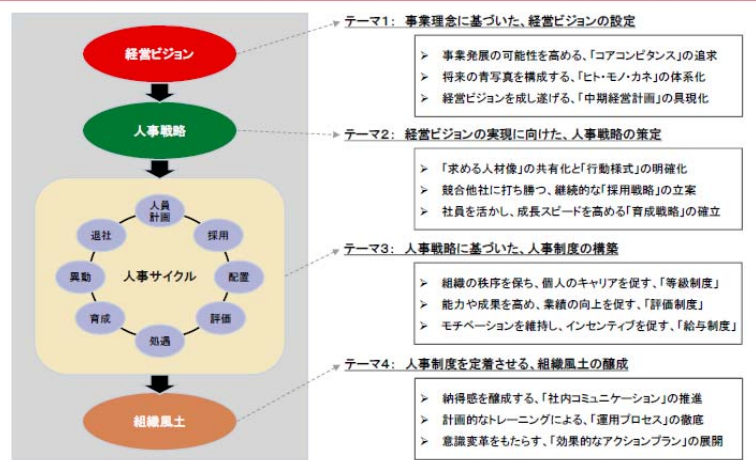 経営ビジョン
人事戦略
人員
計画
採用
配置
評価
処遇
育成
異動
退社
人事サイクル
組織風土
テーマ1： 事業理念に基づいた、経営ビジョンの設定
➢ 事業発展の可能性を高める、「コアコンピタンス」の追求
➢ 将来の青写真を構成する、「ヒト・モノ・カネ」の体系化
➢ 経営ビジョンを成し遂げる、「中期経営計画」の具現化
テーマ2： 経営ビジョンの実現に向けた、人事戦略の策定
➢ 「求める人材像」の共有化と「行動様式」の明確化
➢ 競合他社に打ち勝つ、継続的な「採用戦略」の立案
➢ 社員を活かし、成長スピードを高める「育成戦略」の確立
テーマ3： 人事戦略に基づいた、人事制度の構築
➢ 組織の秩序を保ち、個人のキャリアを促す、「等級制度」
➢ 能力や成果を高め、業績の向上を促す、「評価制度」
➢ モチベーションを維持し、インセンティブを促す、「給与制度」
テーマ4： 人事制度を定着させる、組織風土の醸成
➢ 納得感を醸成する、「社内コミュニケーション」の推進
➢ 計画的なトレーニングによる、「運用プロセス」の徹底
➢ 意識変革をもたらす、「効果的なアクションプラン」の展開